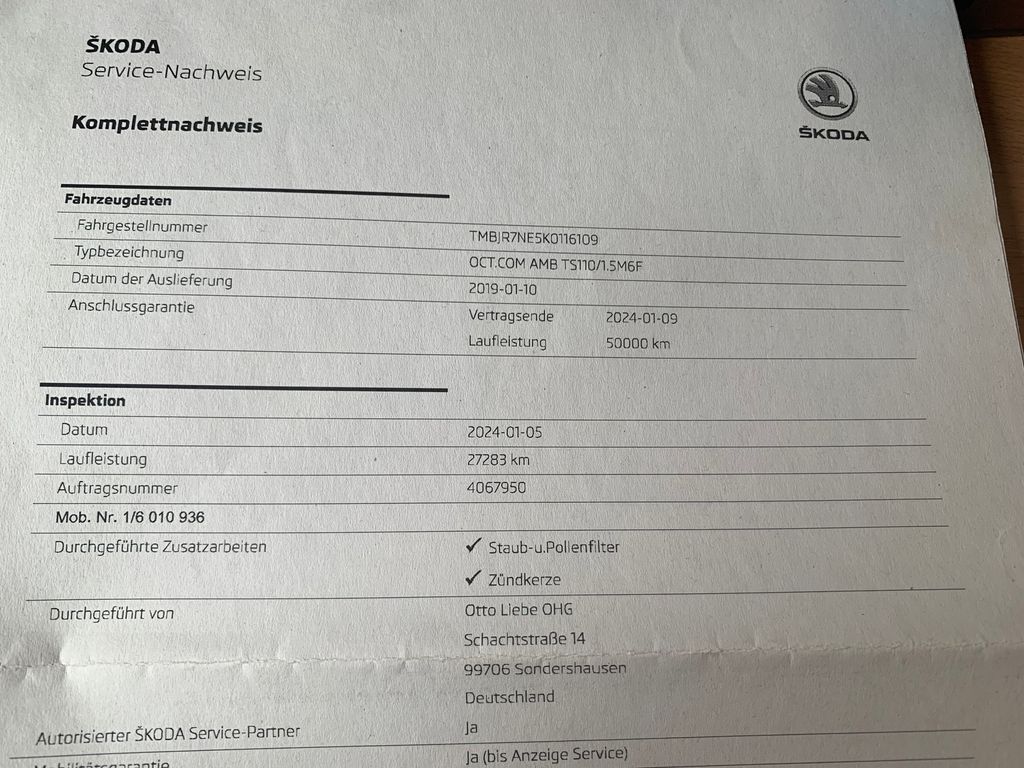 ŠKODA
Service-Nachweis
ŠKODA
Komplettnachweis
Fahrzeugdaten
Fahrgestellnummer TMBJR7NE5K0116109
Typbezeichnung OCT.COM AMB TS110/1.5M6F
Datum der Auslieferung 2019-01-10
Anschlussgarantie Vertragsende 2024-01-09
Laufleistung 50000 km
Inspektion
Datum 2024-01-05
Laufleistung 27283 km
Auftragsnummer 4067950
Mob. Nr. 1/6 010 936
Durchgeführte Zusatzarbeiten ✓ Staub-u.Pollenfilter
✓ Zündkerze
Durchgeführt von Otto Liebe OHG
Schachtstraße 14
99706 Sondershausen
Deutschland
Autorisierter ŠKODA Service-Partner Ja
Mobilitätsgarantie Ja (bis Anzeige Service)